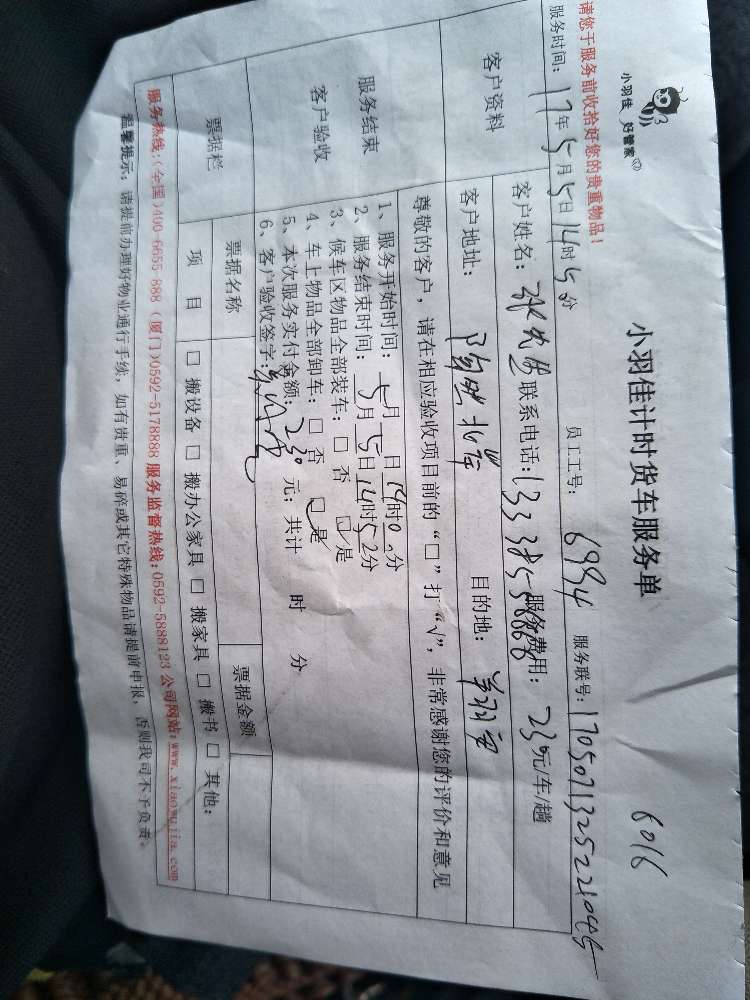 小羽佳 好管家
小羽佳计时货车服务单
6016
请您于服务前收拾好您的贵重物品！
服务时间：17年5月5日14时5分 员工工号：6994 服务联号：
客户资料
客户姓名： 联系电话： 服务费用：230元/车/趟
客户地址： 目的地：
尊敬的客户，请在相应验收项目前的“□”打“√”，非常感谢您的评价和意见
服务结束
客户验收
1、服务开始时间：5月 日14时0分
2、服务结束时间：5月5日14时52分
3、候车区物品全部装车：□ 否 □ 是
4、车上物品全部卸车：□ 否 □ 是
5、本次服务实付金额：230元；共计 时 分
6、客户验收签字：
票据栏
票据名称 票据金额
项 目 □ 搬设备 □ 搬办公家具 □ 搬家具 □ 搬书 □ 其他：
服务热线：(全国)400-6655-888 (厦门)0592-5178888 服务监督热线：0592-5888123 公司网站：www.xiaoyujia.com
温馨提示：请提前办理好物业通行手续，如有贵重、易碎或其它特殊物品请提前申报，否则我司不予负责。